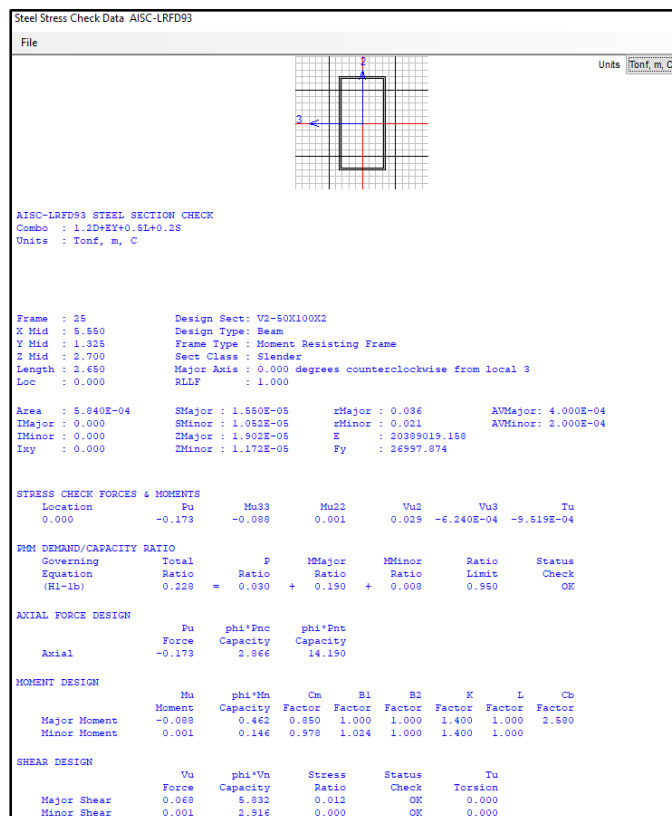 Steel Stress Check Data AISC-LRFD93
File
Units Tonf, m, C
2
3
AISC-LRFD93 STEEL SECTION CHECK
Combo : 1.2D+EY+0.5L+0.2S
Units : Tonf, m, C
Frame : 25 Design Sect: V2-50X100X2
X Mid : 5.550 Design Type: Beam
Y Mid : 1.325 Frame Type : Moment Resisting Frame
Z Mid : 2.700 Sect Class : Slender
Length : 2.650 Major Axis : 0.000 degrees counterclockwise from local 3
Loc : 0.000 RLLF : 1.000
Area : 5.840E-04 SMajor : 1.550E-05 rMajor : 0.036 AVMajor: 4.000E-04
IMajor : 0.000 SMinor : 1.052E-05 rMinor : 0.021 AVMinor: 2.000E-04
IMinor : 0.000 ZMajor : 1.902E-05 E : 20389019.158
Ixy : 0.000 ZMinor : 1.172E-05 Fy : 26997.874
STRESS CHECK FORCES & MOMENTS
Location Pu Mu33 Mu22 Vu2 Vu3 Tu
0.000 -0.173 -0.088 0.001 0.029 -6.240E-04 -9.519E-04
PMM DEMAND/CAPACITY RATIO
Governing Total P MMajor MMinor Ratio Status
Equation Ratio Ratio Ratio Ratio Limit Check
(H1-1b) 0.228 = 0.030 + 0.190 + 0.008 0.950 OK
AXIAL FORCE DESIGN
Pu phi*Pnc phi*Pnt
Force Capacity Capacity
Axial -0.173 2.866 14.190
MOMENT DESIGN
Mu phi*Mn Cm B1 B2 K L Cb
Moment Capacity Factor Factor Factor Factor Factor Factor
Major Moment -0.088 0.462 0.850 1.000 1.000 1.400 1.000 2.580
Minor Moment 0.001 0.146 0.978 1.024 1.000 1.400 1.000
SHEAR DESIGN
Vu phi*Vn Stress Status Tu
Force Capacity Ratio Check Torsion
Major Shear 0.068 5.832 0.012 OK 0.000
Minor Shear 0.001 2.916 0.000 OK 0.000